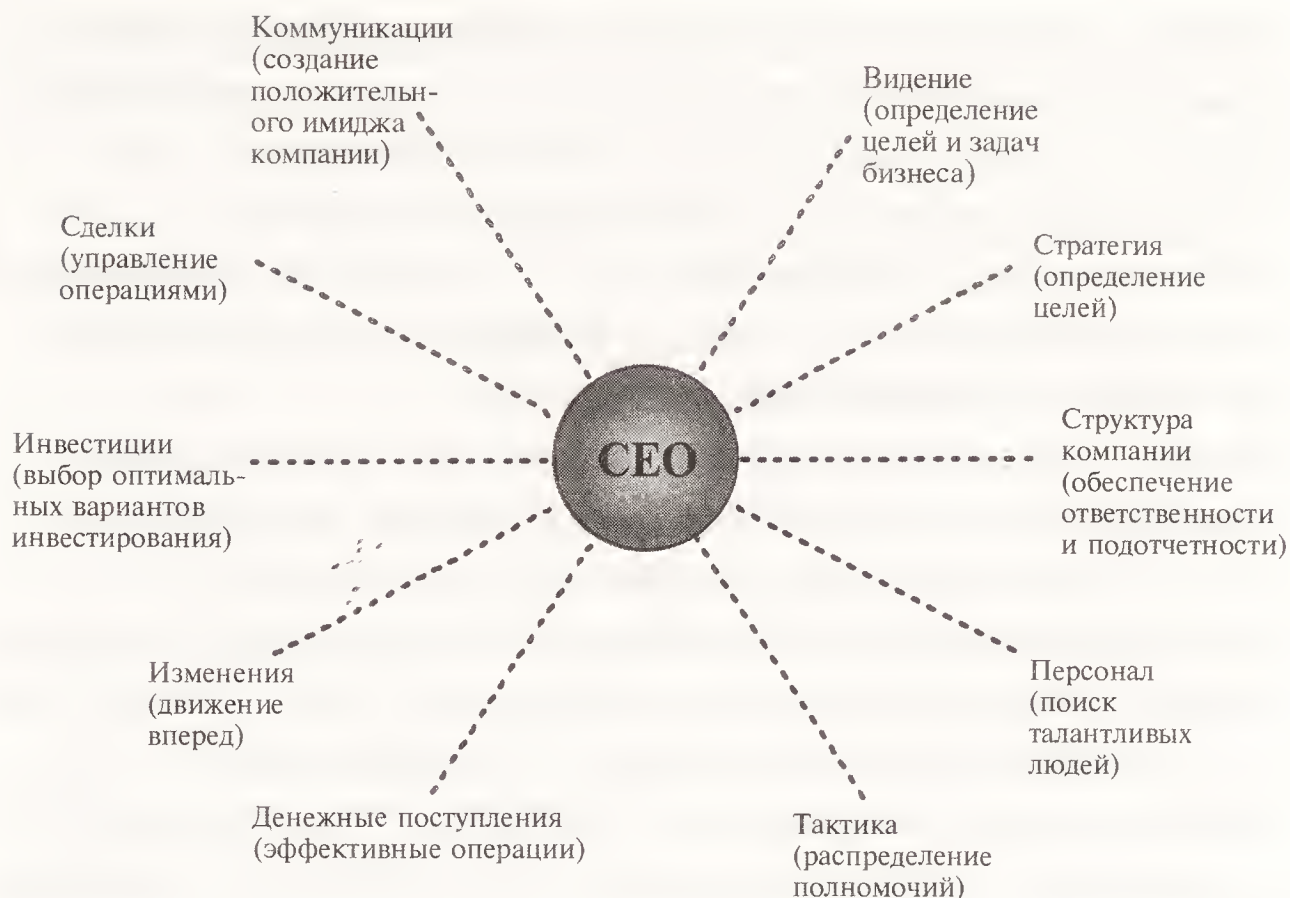 Коммуникации
(создание
положительн-
ого имиджа
компании)
Видение
(определение
целей и задач
бизнеса)
Сделки
(управление
операциями)
Стратегия
(определение
целей)
CEO
Инвестиции
(выбор оптималь-
ных вариантов
инвестирования)
Структура
компании
(обеспечение
ответственности
и подотчетности)
Изменения
(движение
вперед)
Персонал
(поиск
талантливых
людей)
Денежные поступления
(эффективные операции)
Тактика
(распределение
полномочий)